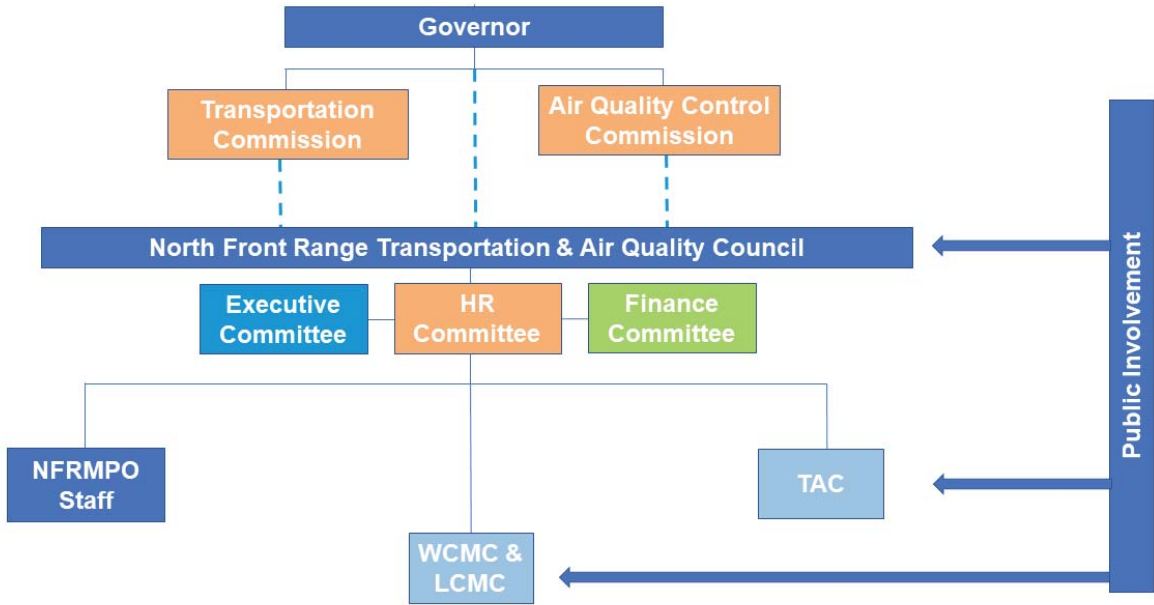 Governor
Transportation
Commission
Air Quality Control
Commission
North Front Range Transportation & Air Quality Council
Executive
Committee
HR
Committee
Finance
Committee
Public Involvement
NFRMPO
Staff
TAC
WCMC &
LCMC